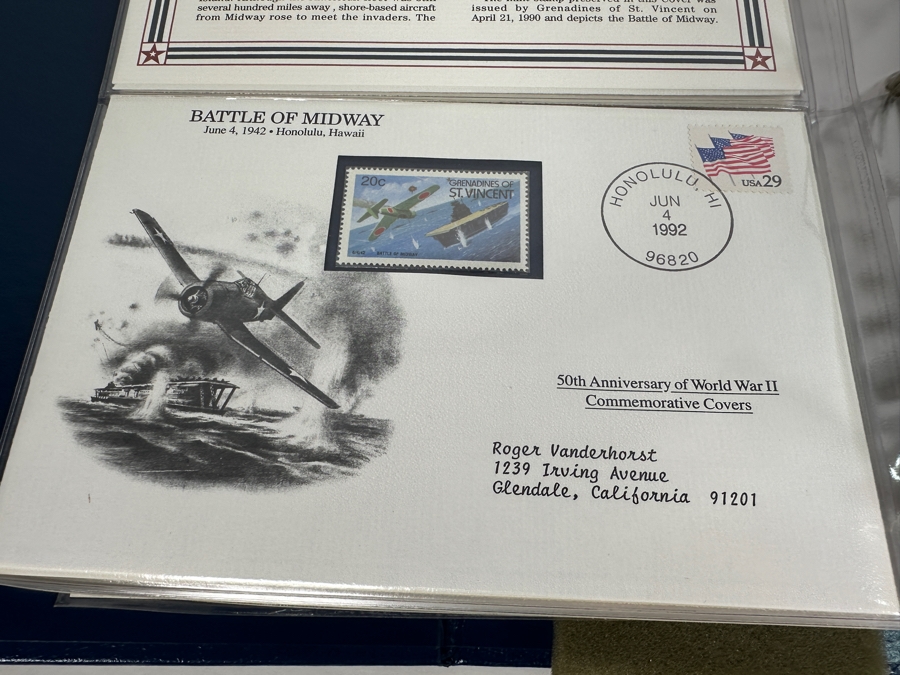 several hundred miles away, shore-based aircraft
from Midway rose to meet the invaders. The
issued by Grenadines of St. Vincent on
April 21, 1990 and depicts the Battle of Midway.
BATTLE OF MIDWAY
June 4, 1942 • Honolulu, Hawaii
20c
GRENADINES OF
ST. VINCENT
BATTLE OF MIDWAY
USA 29
HONOLULU, HI
JUN
4
1992
96820
50th Anniversary of World War II
Commemorative Covers
Roger Vanderhorst
1239 Irving Avenue
Glendale, California 91201